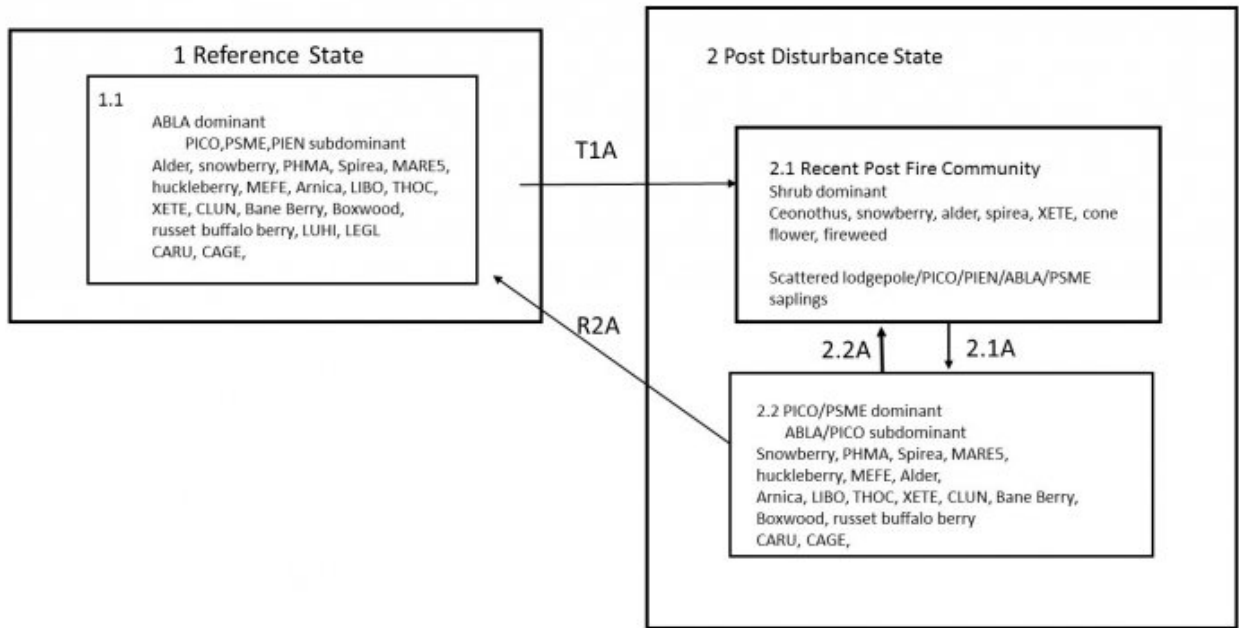 1 Reference State
1.1
ABLA dominant
PICO,PSME,PIEN subdominant
Alder, snowberry, PHMA, Spirea, MARE5,
huckleberry, MEFE, Arnica, LIBO, THOC,
XETE, CLUN, Bane Berry, Boxwood,
russet buffalo berry, LUHI, LEGL
CARU, CAGE,
T1A
R2A
2 Post Disturbance State
2.1 Recent Post Fire Community
Shrub dominant
Ceonothus, snowberry, alder, spirea, XETE, cone
flower, fireweed
Scattered lodgepole/PICO/PIEN/ABLA/PSME
saplings
2.2A
2.1A
2.2 PICO/PSME dominant
ABLA/PICO subdominant
Snowberry, PHMA, Spirea, MARE5,
huckleberry, MEFE, Alder,
Arnica, LIBO, THOC, XETE, CLUN, Bane Berry,
Boxwood, russet buffalo berry
CARU, CAGE,